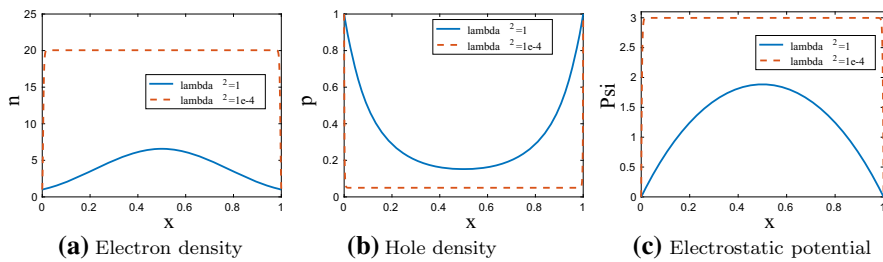 25
20
15
10
5
0
n
lambda 2=1
lambda 2=1e-4
0 0.2 0.4 0.6 0.8 1
x
(a) Electron density
1
0.8
0.6
0.4
0.2
0
p
lambda 2=1
lambda 2=1e-4
0 0.2 0.4 0.6 0.8 1
x
(b) Hole density
3
2.5
2
1.5
1
0.5
0
Psi
lambda 2=1
lambda 2=1e-4
0 0.2 0.4 0.6 0.8 1
x
(c) Electrostatic potential